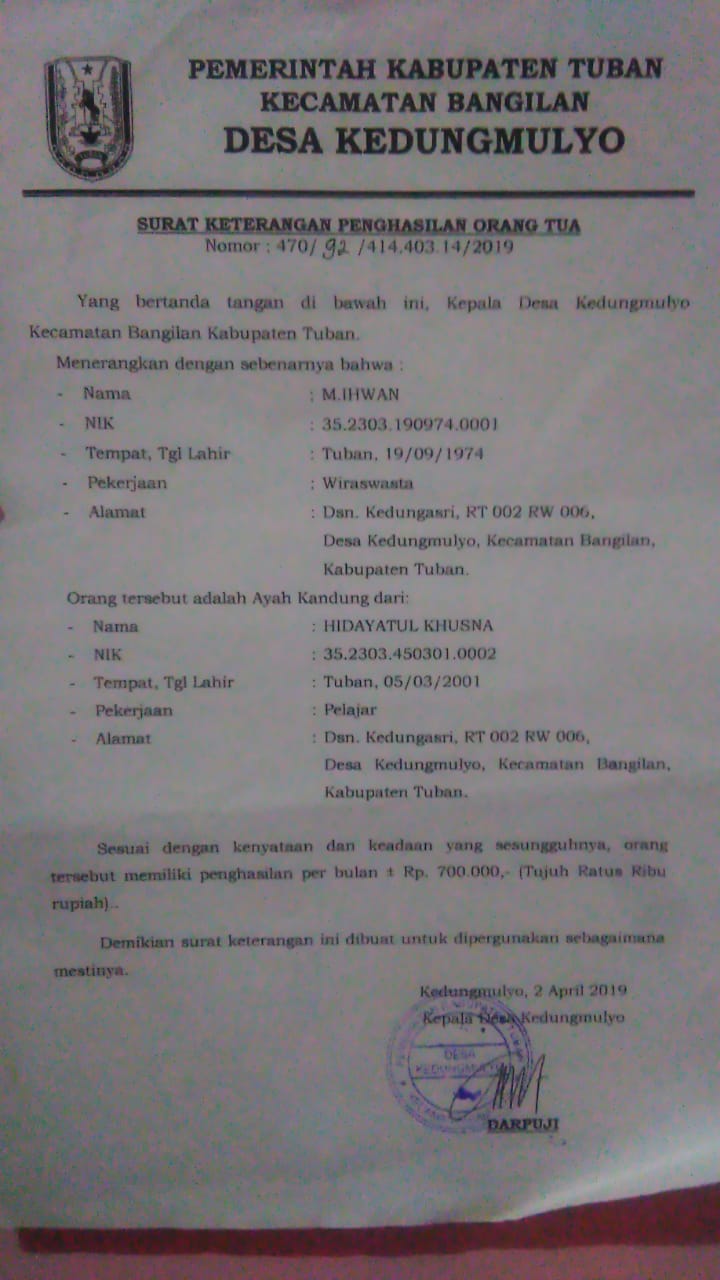 PEMERINTAH KABUPATEN TUBAN
KECAMATAN BANGILAN
DESA KEDUNGMULYO
SURAT KETERANGAN PENGHASILAN ORANG TUA
Nomor : 470/ 92 /414.403.14/2019
Yang bertanda tangan di bawah ini, Kepala Desa Kedungmulyo
Kecamatan Bangilan Kabupaten Tuban.
Menerangkan dengan sebenarnya bahwa :
- Nama : M.IHWAN
- NIK : 35.2303.190974.0001
- Tempat, Tgl Lahir : Tuban, 19/09/1974
- Pekerjaan : Wiraswasta
- Alamat : Dsn. Kedungasri, RT 002 RW 006,
Desa Kedungmulyo, Kecamatan Bangilan,
Kabupaten Tuban.
Orang tersebut adalah Ayah Kandung dari:
- Nama : HIDAYATUL KHUSNA
- NIK : 35.2303.450301.0002
- Tempat, Tgl Lahir : Tuban, 05/03/2001
- Pekerjaan : Pelajar
- Alamat : Dsn. Kedungasri, RT 002 RW 006,
Desa Kedungmulyo, Kecamatan Bangilan,
Kabupaten Tuban.
Sesuai dengan kenyataan dan keadaan yang sesungguhnya, orang
tersebut memiliki penghasilan per bulan ± Rp. 700.000,- (Tujuh Ratus Ribu
rupiah)..
Demikian surat keterangan ini dibuat untuk dipergunakan sebagaimana
mestinya.
Kedungmulyo, 2 April 2019
Kepala Desa Kedungmulyo
DESA
KEDUNGMULYO
DARPUJI